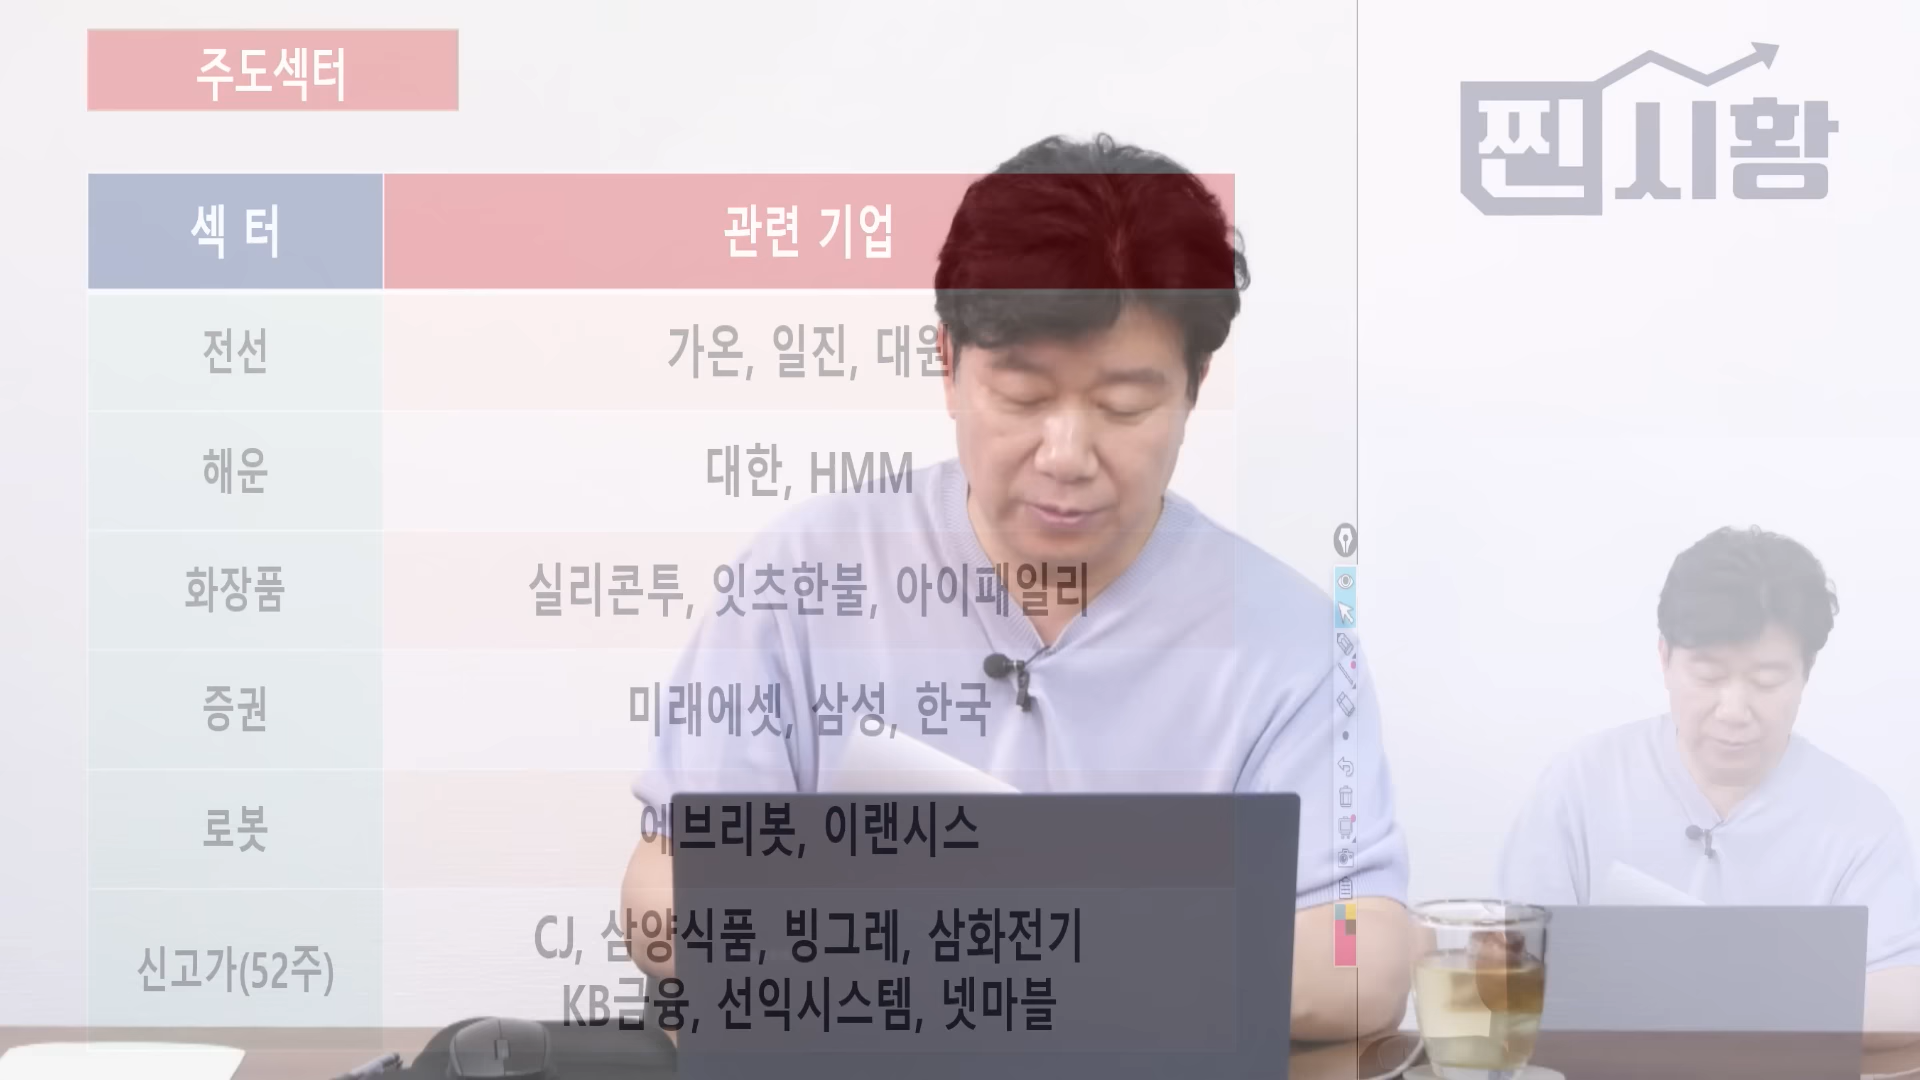 주도섹터
찐시황
섹 터 관련 기업
전선 가온, 일진, 대원
해운 대한, HMM
화장품 실리콘투, 잇츠한불, 아이패밀리
증권 미래에셋, 삼성, 한국
로봇 에브리봇, 이랜시스
신고가(52주) CJ, 삼양식품, 빙그레, 삼화전기
KB금융, 선익시스템, 넷마블